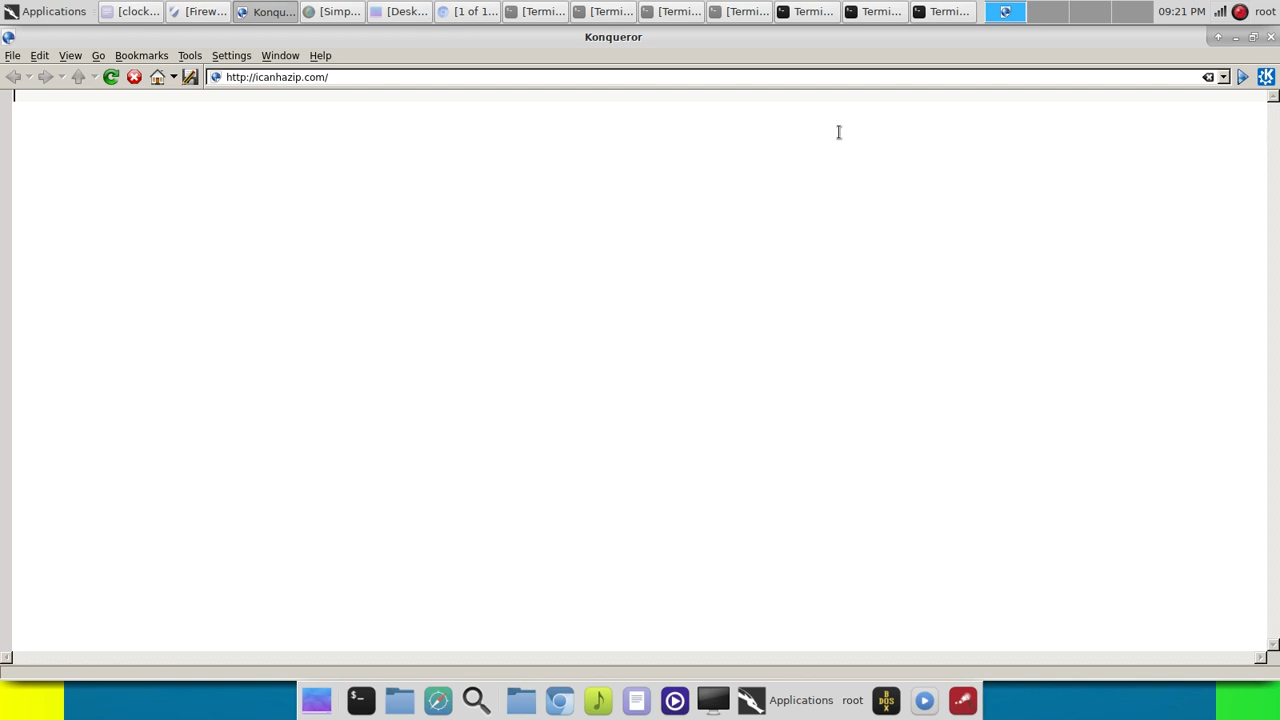 Applications [clock... [Firew... Konqu... [Simp... [Desk... [1 of 1... [Termi... [Termi... [Termi... [Termi... Termi... Termi... Termi... 09:21 PM root
Konqueror
File Edit View Go Bookmarks Tools Settings Window Help
http://icanhazip.com/
Applications root
B
DOS
X